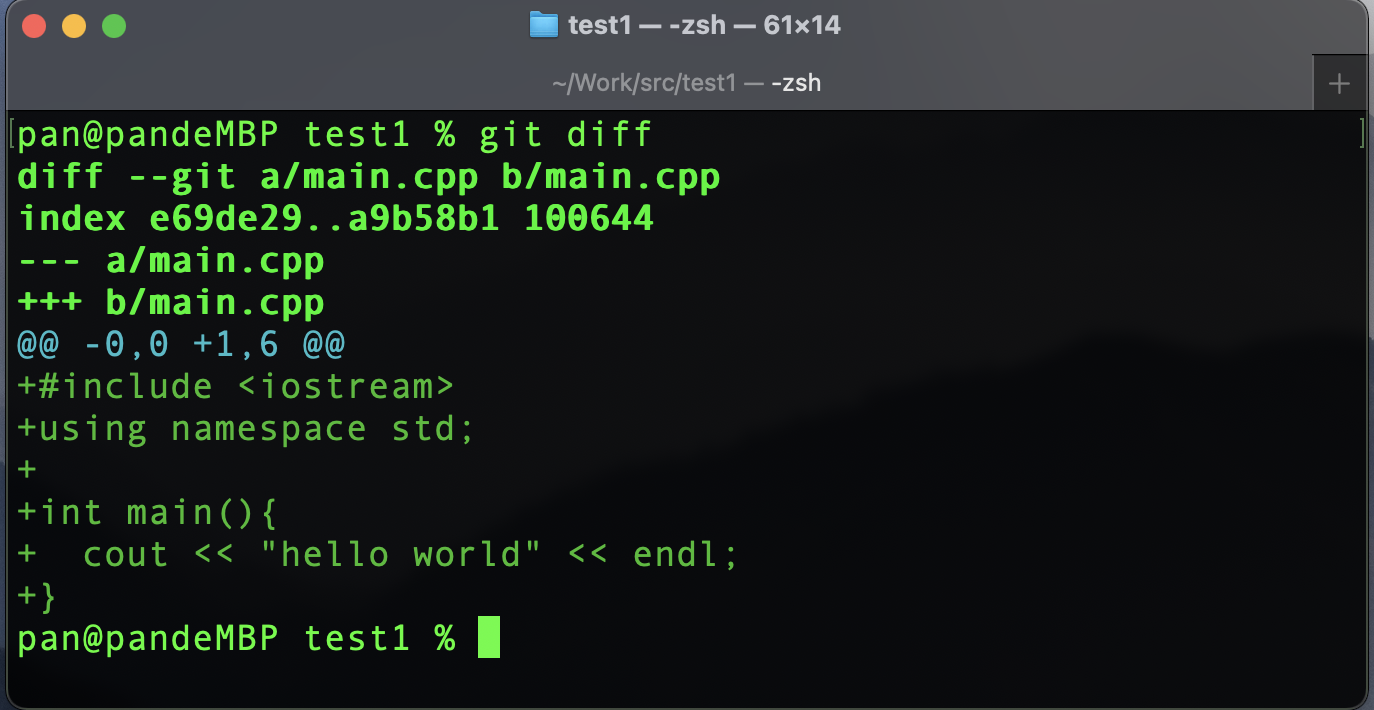 test1 — -zsh — 61×14
~/Work/src/test1 — -zsh
pan@pandeMBP test1 % git diff
diff --git a/main.cpp b/main.cpp
index e69de29..a9b58b1 100644
--- a/main.cpp
+++ b/main.cpp
@@ -0,0 +1,6 @@
+#include <iostream>
+using namespace std;
+
+int main(){
+  cout << "hello world" << endl;
+}
pan@pandeMBP test1 %